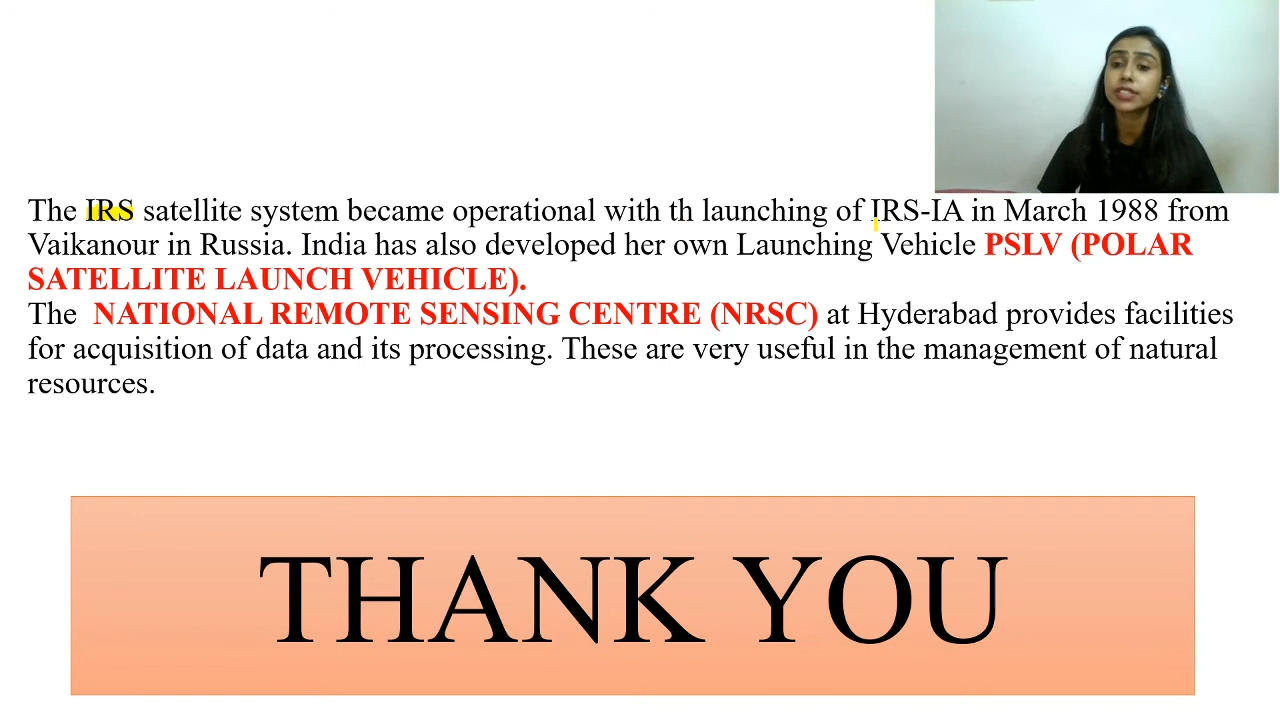 The IRS satellite system became operational with th launching of IRS-IA in March 1988 from
Vaikanour in Russia. India has also developed her own Launching Vehicle PSLV (POLAR
SATELLITE LAUNCH VEHICLE).
The NATIONAL REMOTE SENSING CENTRE (NRSC) at Hyderabad provides facilities
for acquisition of data and its processing. These are very useful in the management of natural
resources.
THANK YOU